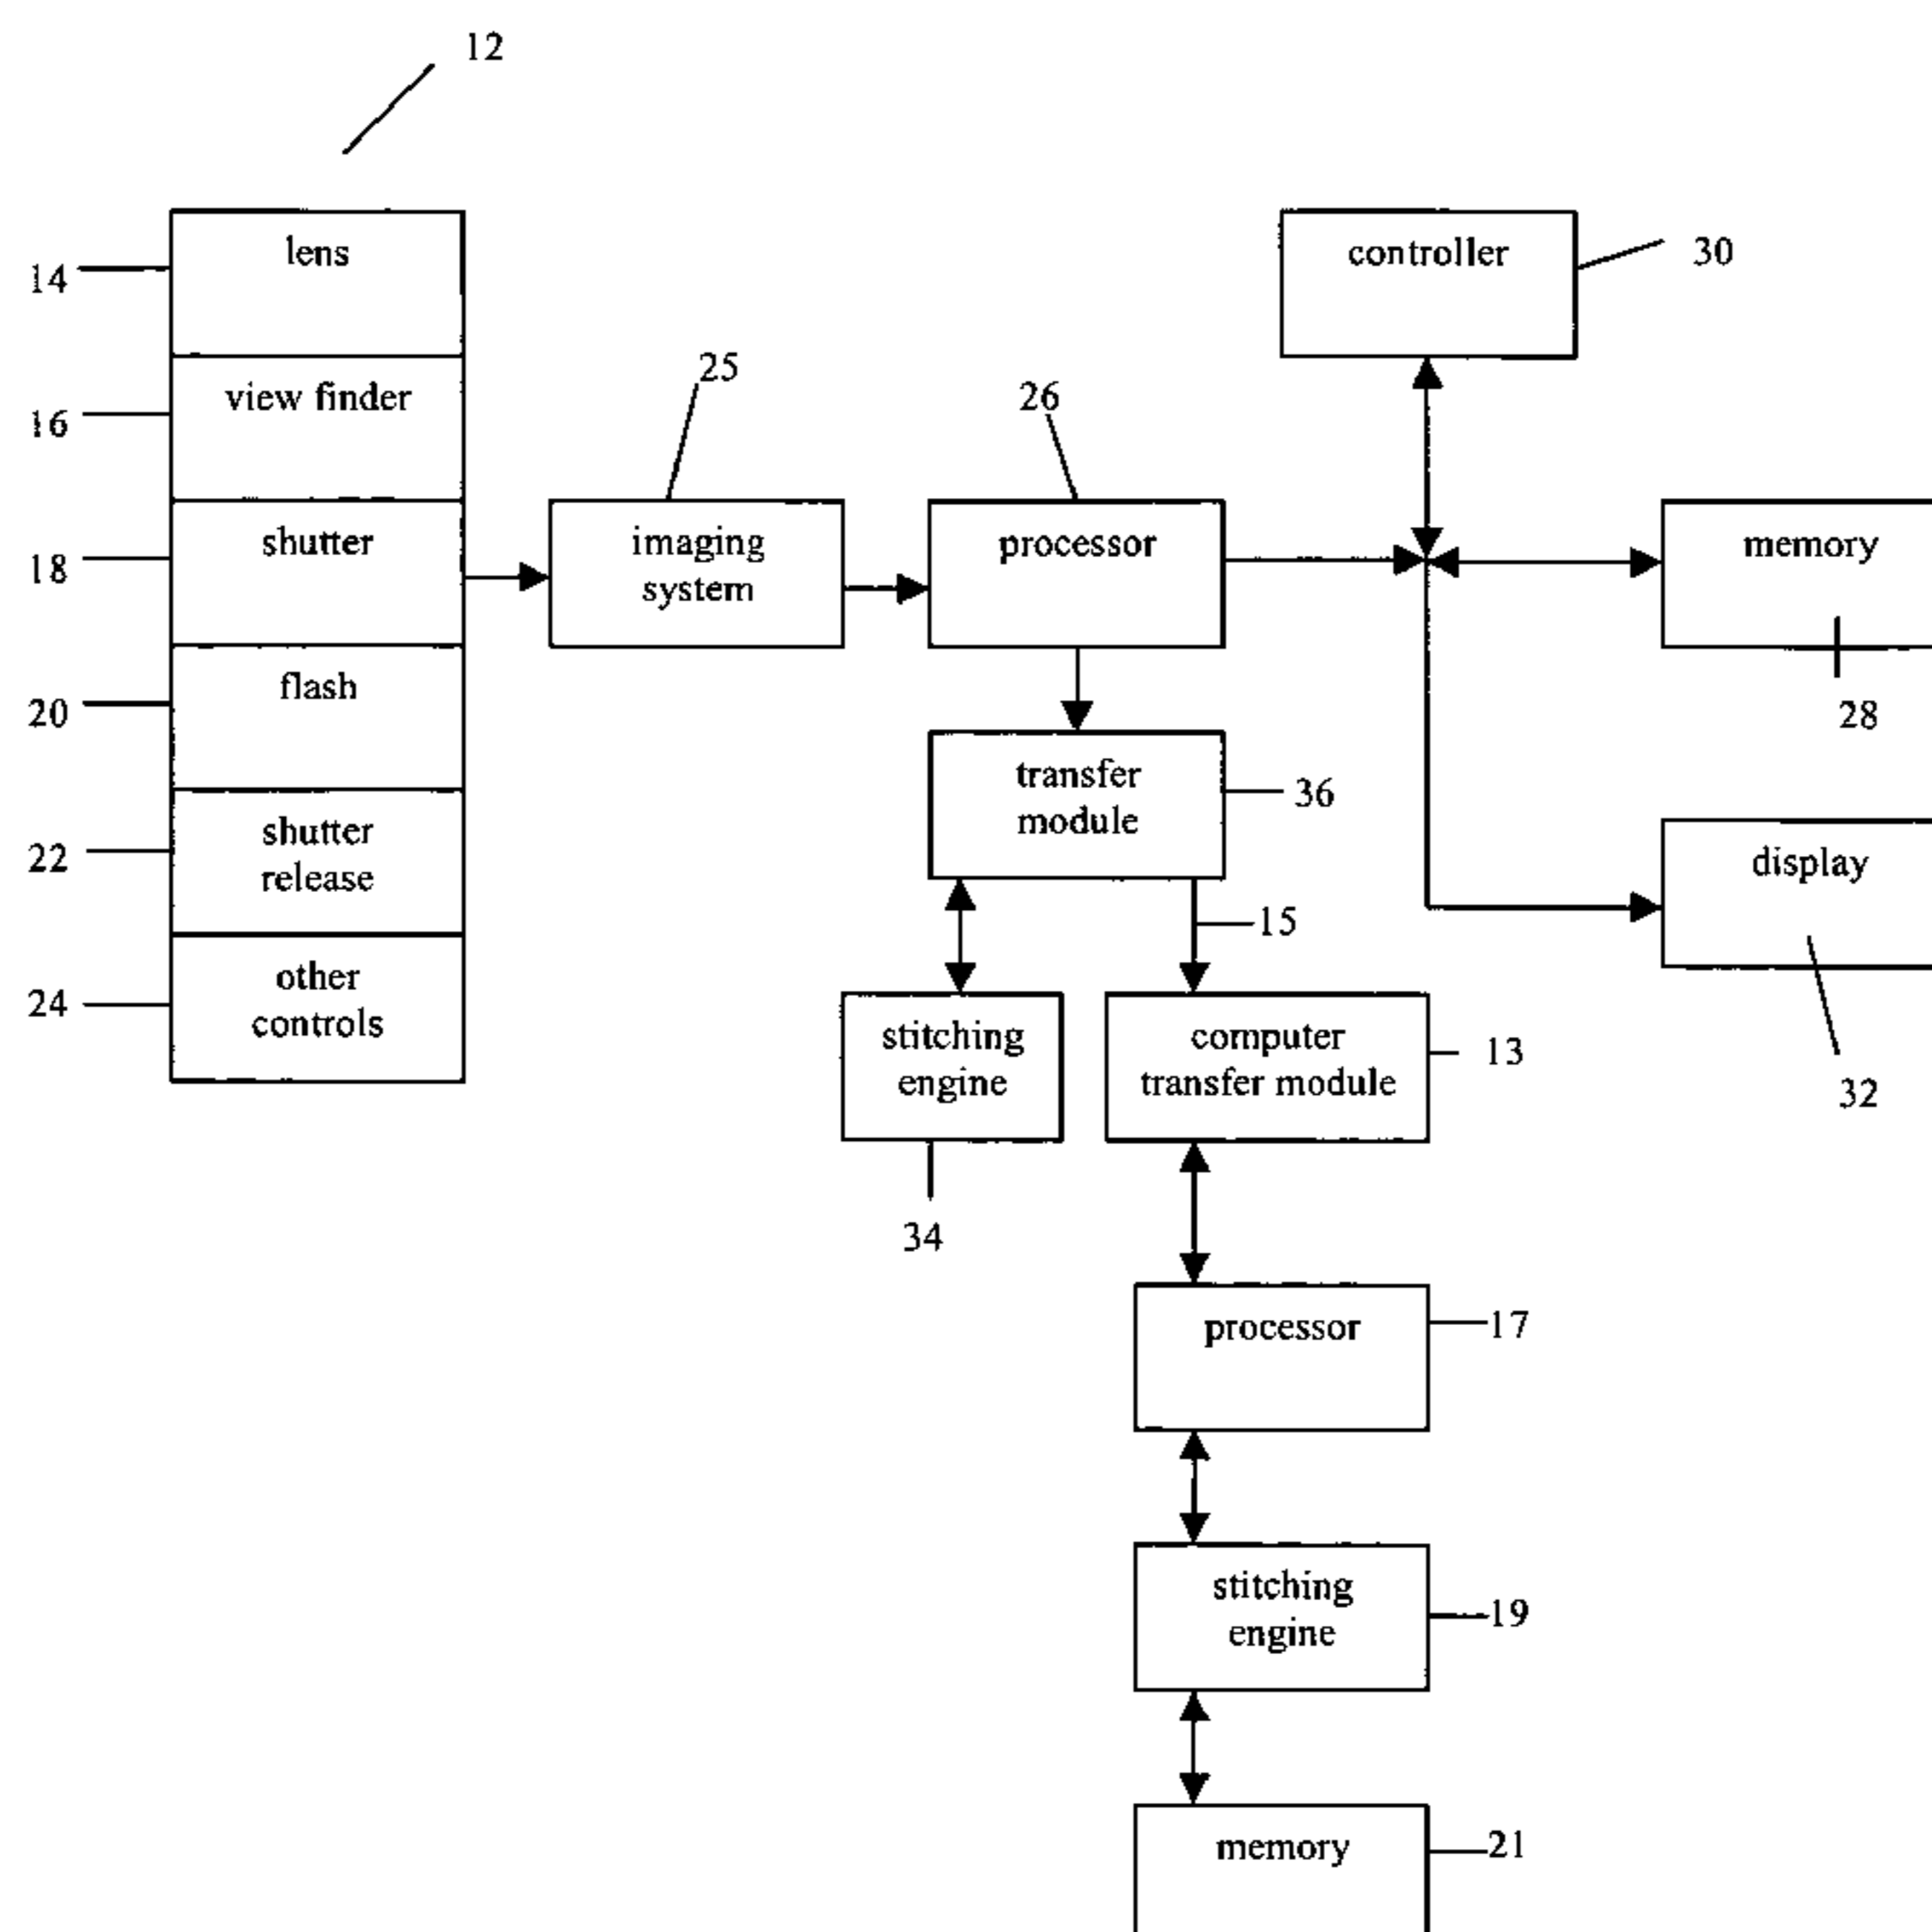 12
lens
14
controller
30
view finder
16
25
26
shutter
18
imaging
system
processor
memory
28
flash
20
transfer
module
36
shutter
release
22
display
32
15
other
controls
24
stitching
engine
34
computer
transfer module
13
processor
17
stitching
engine
19
memory
21